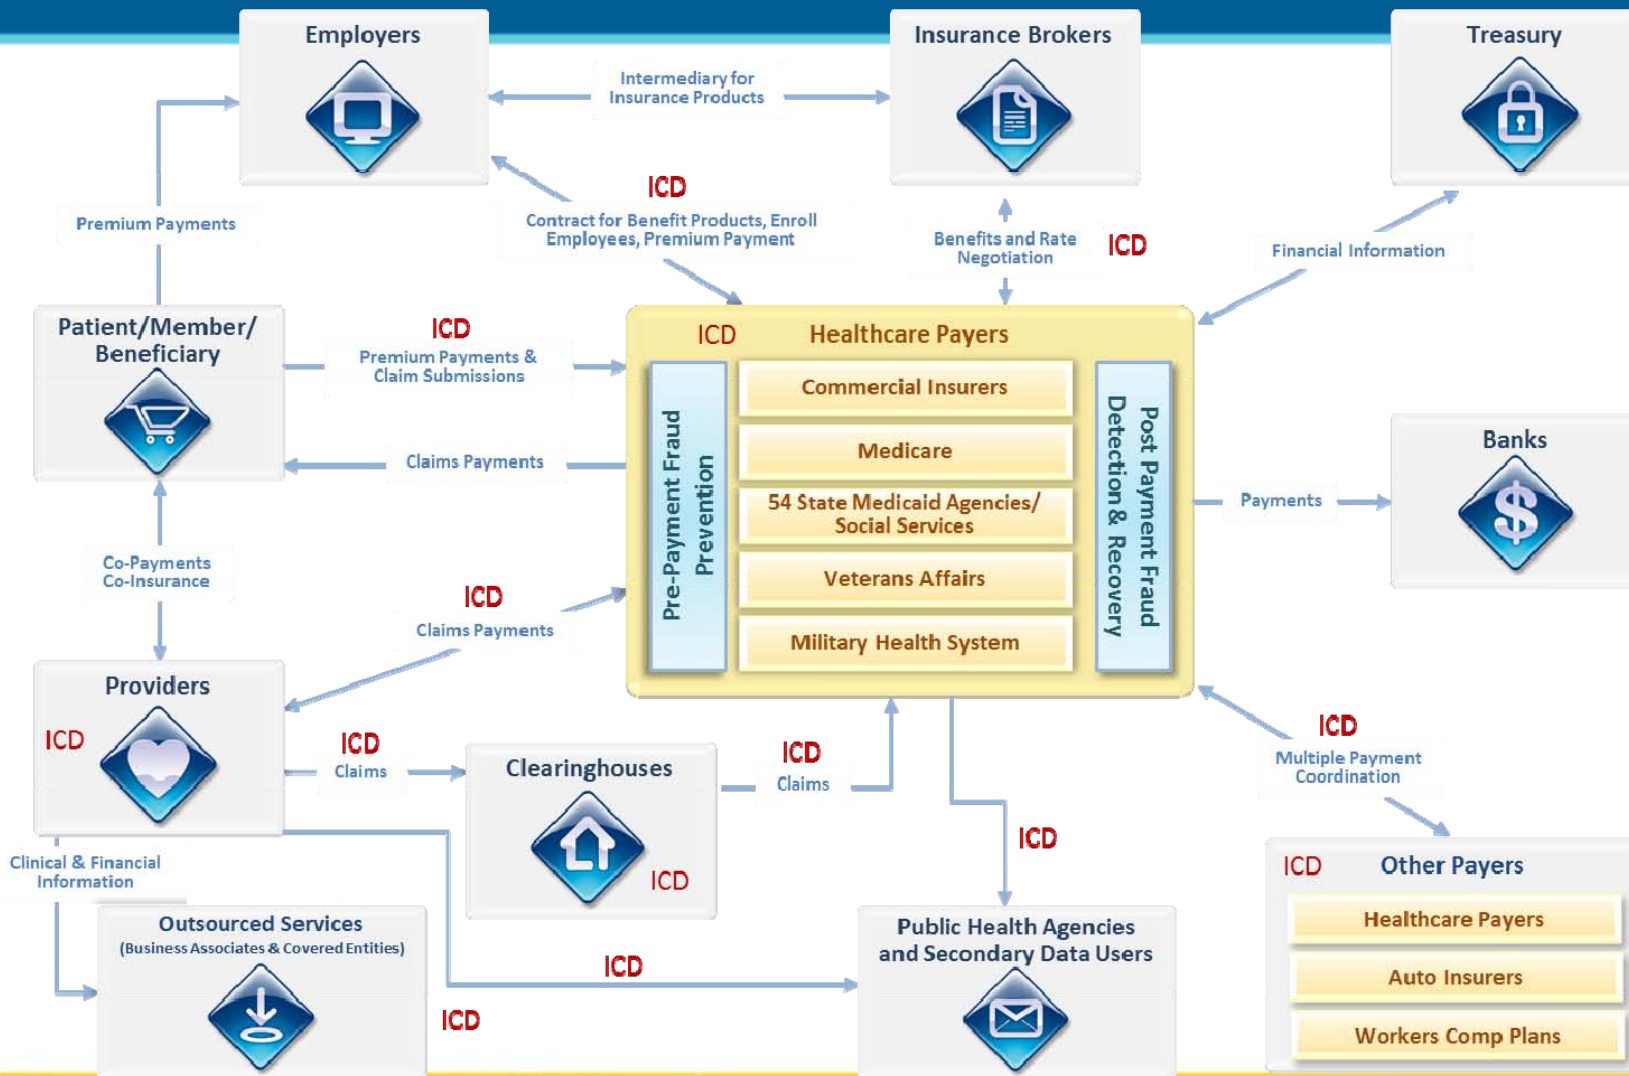 Employers
Insurance Brokers
Treasury
Intermediary for
Insurance Products
ICD
Premium Payments
Contract for Benefit Products, Enroll
Employees, Premium Payment
Benefits and Rate
Negotiation
ICD
Financial Information
Patient/Member/
Beneficiary
ICD
Premium Payments &
Claim Submissions
Claims Payments
ICD
Healthcare Payers
Pre-Payment Fraud
Prevention
Commercial Insurers
Medicare
54 State Medicaid Agencies/
Social Services
Veterans Affairs
Military Health System
Post Payment Fraud
Detection & Recovery
Banks
Payments
Co-Payments
Co-Insurance
ICD
Claims Payments
Providers
ICD
ICD
Claims
Clearinghouses
ICD
ICD
Claims
ICD
ICD
Multiple Payment
Coordination
Clinical & Financial
Information
Outsourced Services
(Business Associates & Covered Entities)
ICD
ICD
Public Health Agencies
and Secondary Data Users
ICD
Other Payers
Healthcare Payers
Auto Insurers
Workers Comp Plans